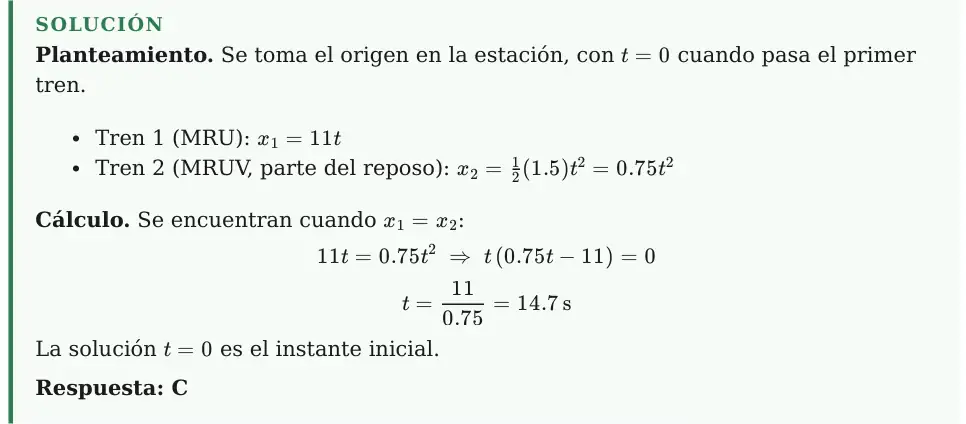 SOLUCIÓN
Planteamiento. Se toma el origen en la estación, con t = 0 cuando pasa el primer
tren.
• Tren 1 (MRU): x₁ = 11t
• Tren 2 (MRUV, parte del reposo): x₂ = ½(1.5)t² = 0.75t²
Cálculo. Se encuentran cuando x₁ = x₂:
11t = 0.75t² ⇒ t(0.75t − 11) = 0
t = 11/0.75 = 14.7 s
La solución t = 0 es el instante inicial.
Respuesta: C